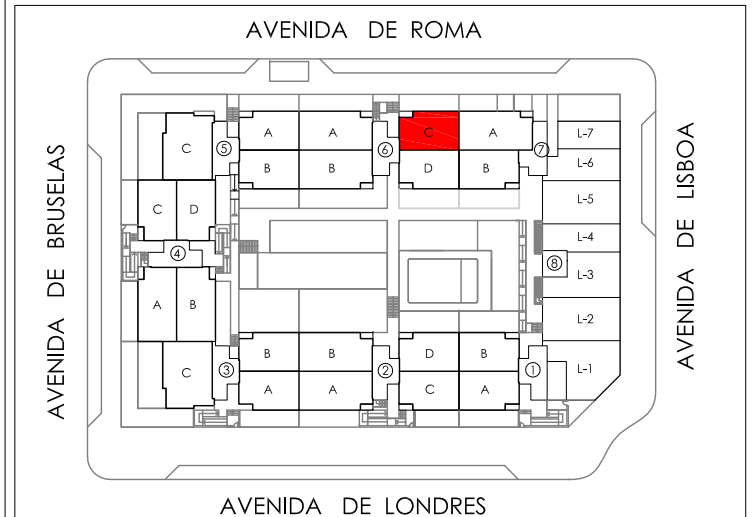 AVENIDA DE ROMA
AVENIDA DE BRUSELAS
AVENIDA DE LISBOA
C ⑤ A A ⑥ C A ⑦ L-7
B B D B L-6
C D L-5
④ L-4
⑧ L-3
A B L-2
C ③ B B ② D B ① L-1
A A C A
AVENIDA DE LONDRES